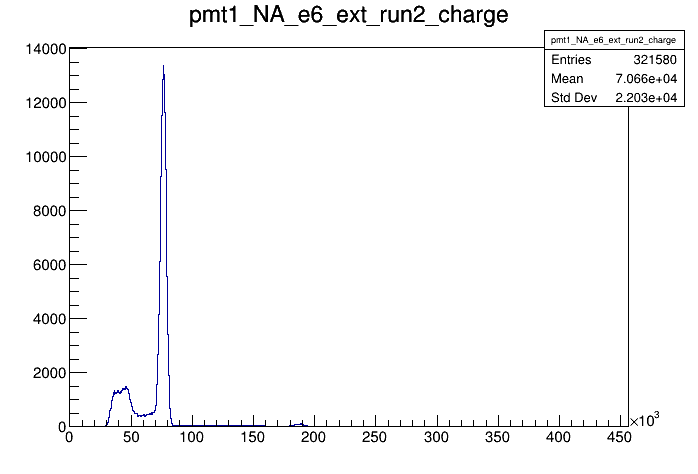 pmt1_NA_e6_ext_run2_charge
pmt1_NA_e6_ext_run2_charge
Entries 321580
Mean 7.066e+04
Std Dev 2.203e+04
14000
12000
10000
8000
6000
4000
2000
0
0 50 100 150 200 250 300 350 400 450
×10³